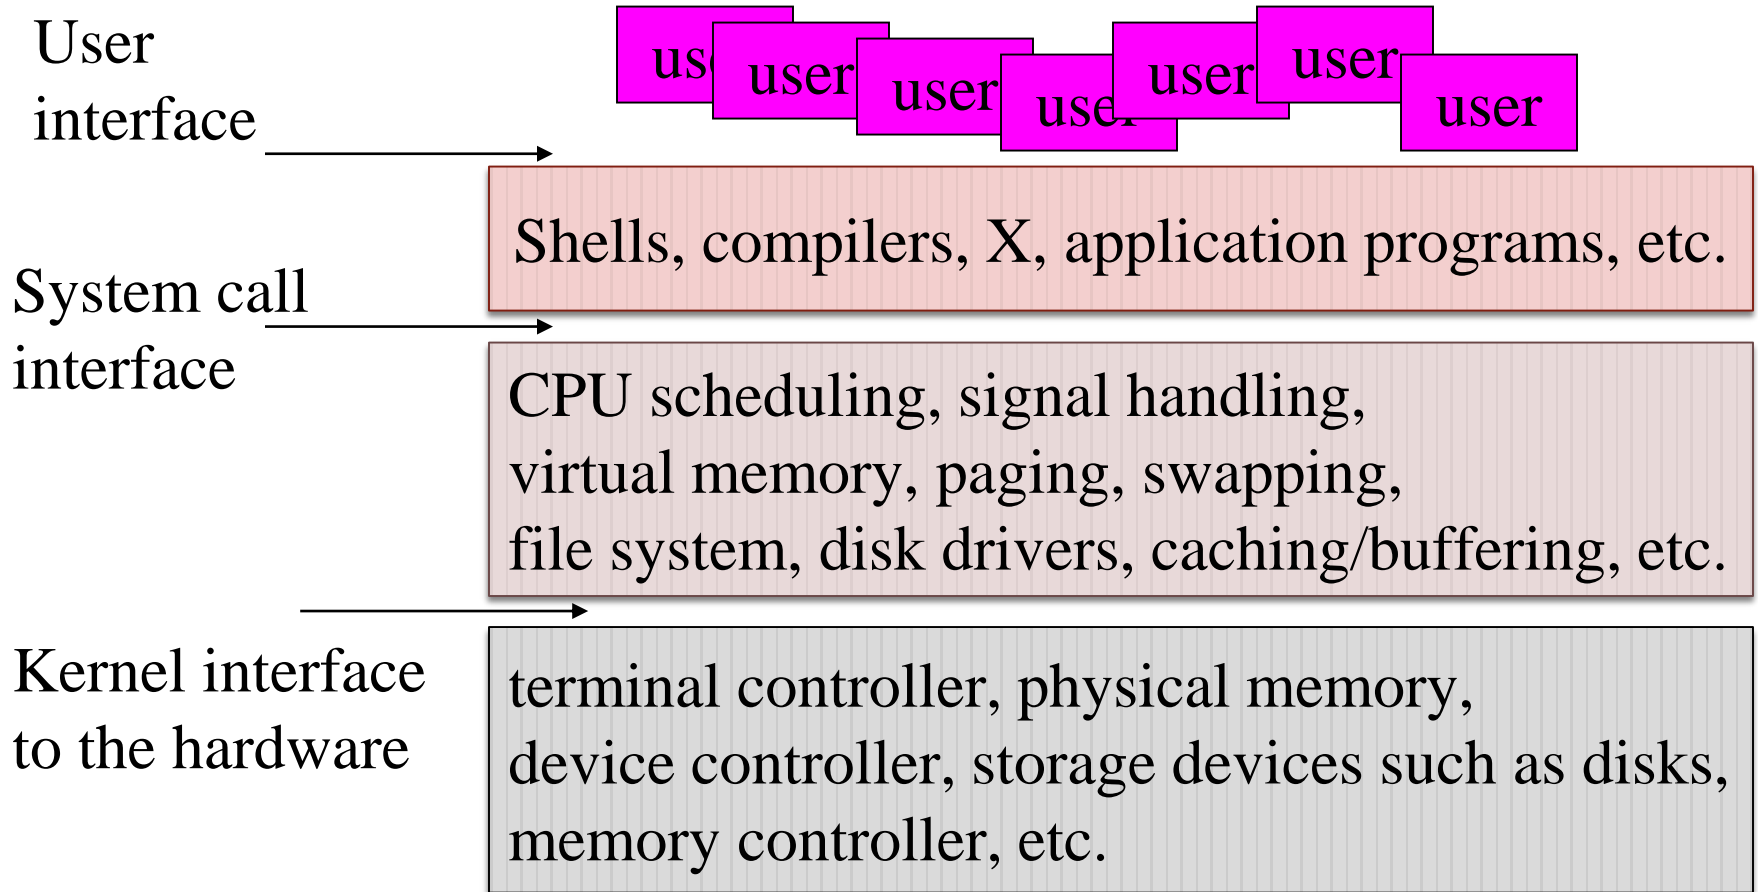 User
interface
user
user
user
user
user
user
user
Shells, compilers, X, application programs, etc.
System call
interface
CPU scheduling, signal handling,
virtual memory, paging, swapping,
file system, disk drivers, caching/buffering, etc.
Kernel interface
to the hardware
terminal controller, physical memory,
device controller, storage devices such as disks,
memory controller, etc.